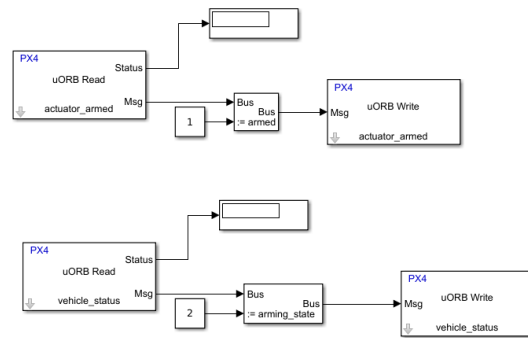 PX4
Status
uORB Read
Msg
actuator_armed
1
Bus
Bus
:= armed
PX4
Msg
uORB Write
actuator_armed
PX4
Status
uORB Read
Msg
vehicle_status
2
Bus
Bus
:= arming_state
PX4
Msg
uORB Write
vehicle_status